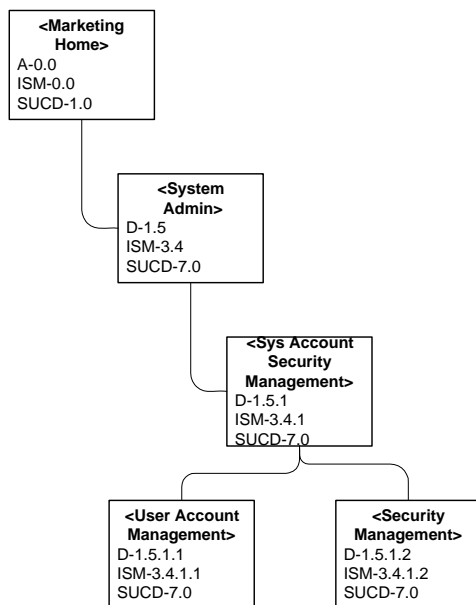 <Marketing
Home>
A-0.0
ISM-0.0
SUCD-1.0
<System
Admin>
D-1.5
ISM-3.4
SUCD-7.0
<Sys Account
Security
Management>
D-1.5.1
ISM-3.4.1
SUCD-7.0
<User Account
Management>
D-1.5.1.1
ISM-3.4.1.1
SUCD-7.0
<Security
Management>
D-1.5.1.2
ISM-3.4.1.2
SUCD-7.0